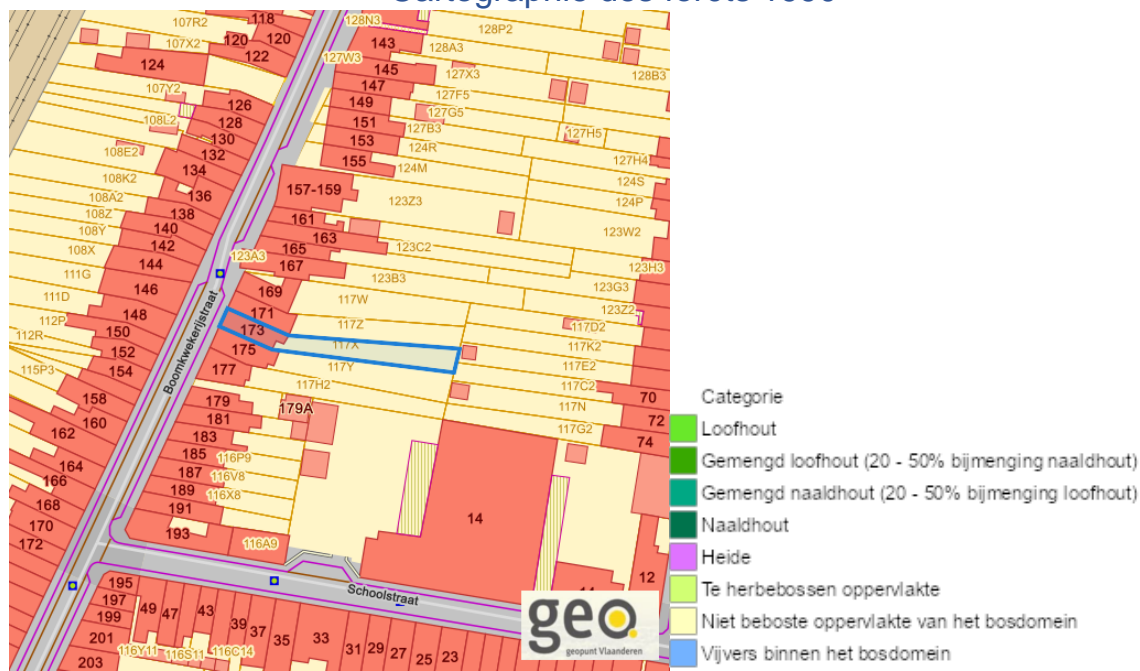 107R2
118
128N3
128P2
120
120
143
128A3
107X2
122
127W3
124
145
127X3
128B3
107Y2
147
127F5
126
149
127G5
108L2
128
151
127B3
127H5
130
153
124R
108E2
132
155
124M
127H4
134
108K2
136
157-159
124S
108A2
123Z3
124P
108Z
138
161
108Y
140
163
123W2
108X
142
165
123C2
123A3
167
123H3
111G
144
123B3
123G3
146
169
117W
111D
171
123Z2
112P
148
173
117Z
117D2
112R
150
117X
117K2
152
175
117Y
117E2
115P3
154
177
117H2
117C2
158
179
179A
117N
70
160
181
72
162
183
117G2
74
185
116P9
164
187
116V8
166
189
116X8
168
191
14
170
193
172
116A9
12
Boomkwekerijstraat
Schoolstraat
195
197
49
47
43
199
39
37
35
33
201
31
29
27
25
23
203
116Y11
116S11
116C14
geo.
geopunt Vlaanderen
Categorie
Loofhout
Gemengd loofhout (20 - 50% bijmenging naaldhout)
Gemengd naaldhout (20 - 50% bijmenging loofhout)
Naaldhout
Heide
Te herbebossen oppervlakte
Niet beboste oppervlakte van het bosdomein
Vijvers binnen het bosdomein